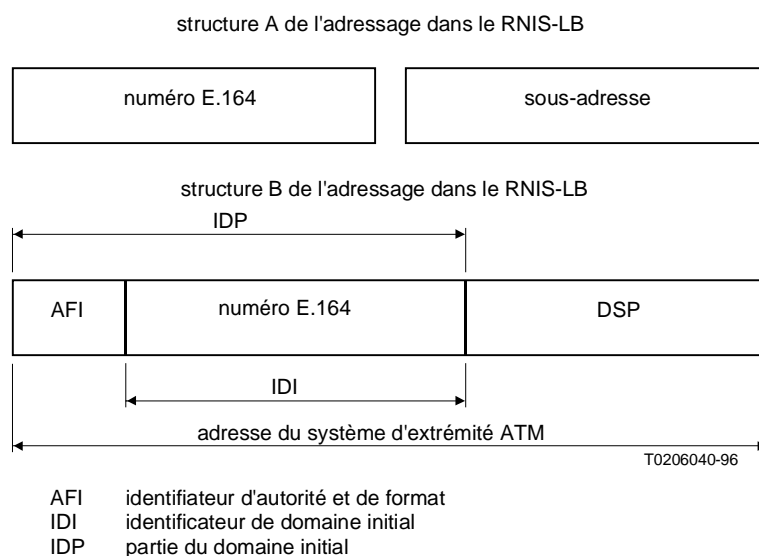 structure A de l'adressage dans le RNIS-LB
numéro E.164 sous-adresse
structure B de l'adressage dans le RNIS-LB
IDP
AFI numéro E.164 DSP
IDI
adresse du système d'extrémité ATM
T0206040-96
AFI identifiateur d'autorité et de format
IDI identificateur de domaine initial
IDP partie du domaine initial